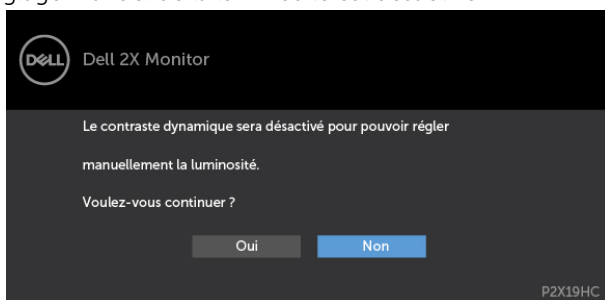 DELL
Dell 2X Monitor
Le contraste dynamique sera désactivé pour pouvoir régler
manuellement la luminosité.
Voulez-vous continuer ?
Oui
Non
P2X19HC